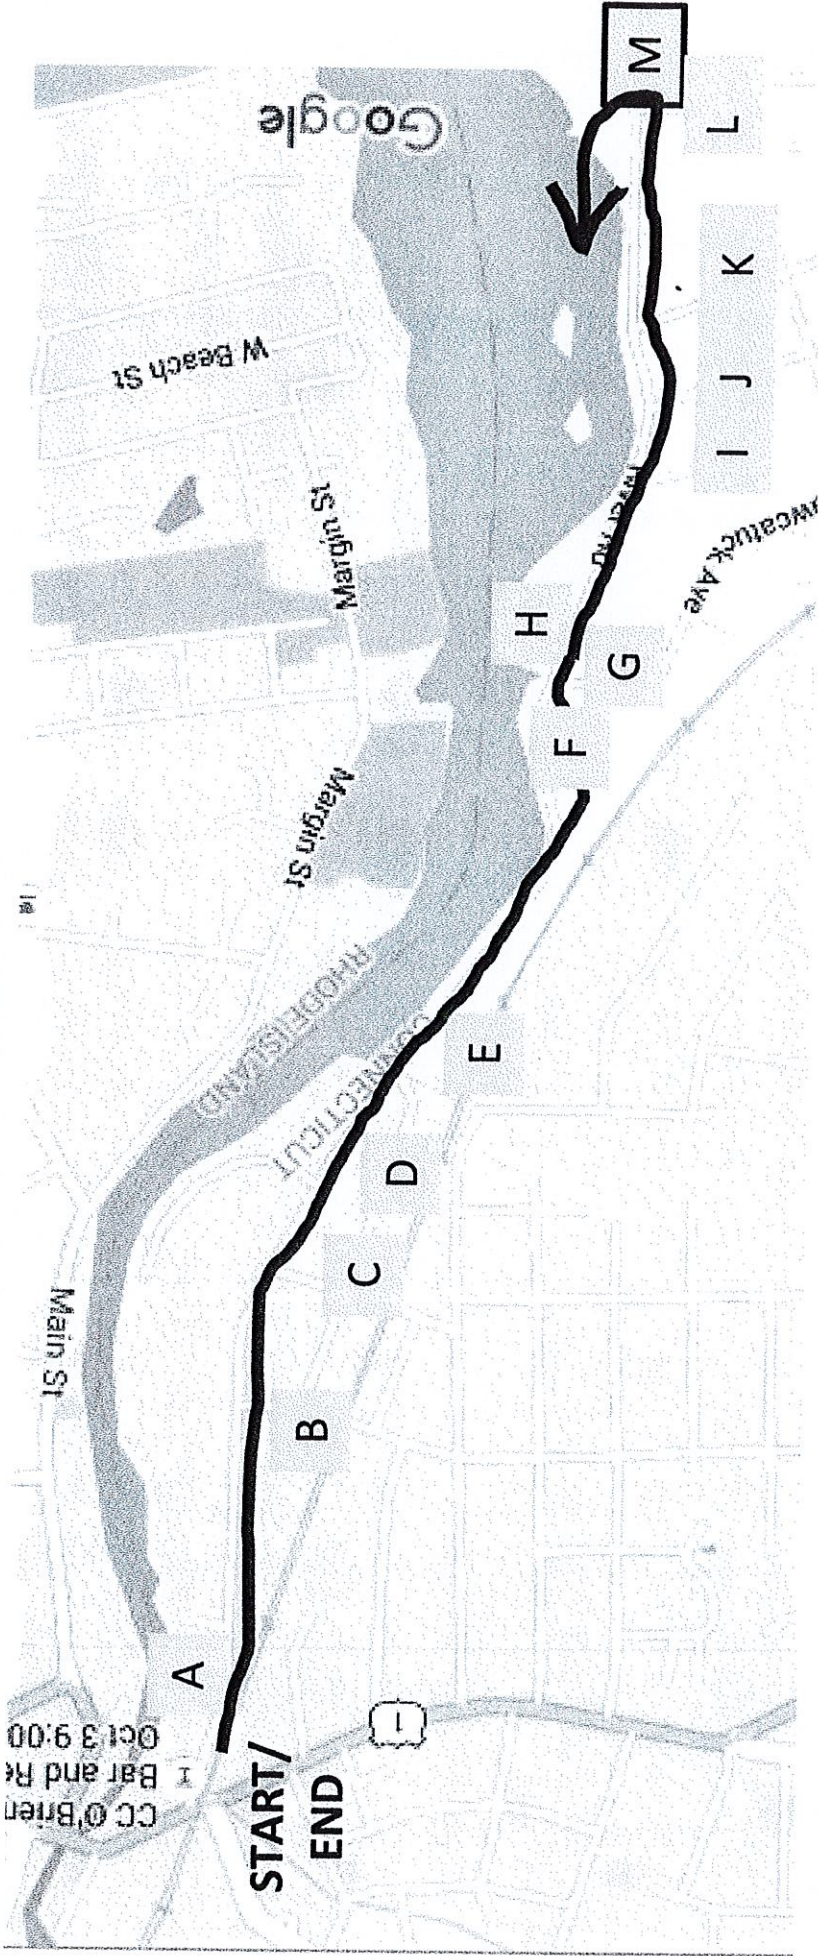 CC O'Brien
Bar and Re
Oct 3 9:00
START/
END
1
A
B
C
D
E
F
G
H
I
J
K
L
M
Main St
RHODE ISLAND
CONNECTICUT
Margin St
Margin St
W Beach St
wcatuck Ave
Google